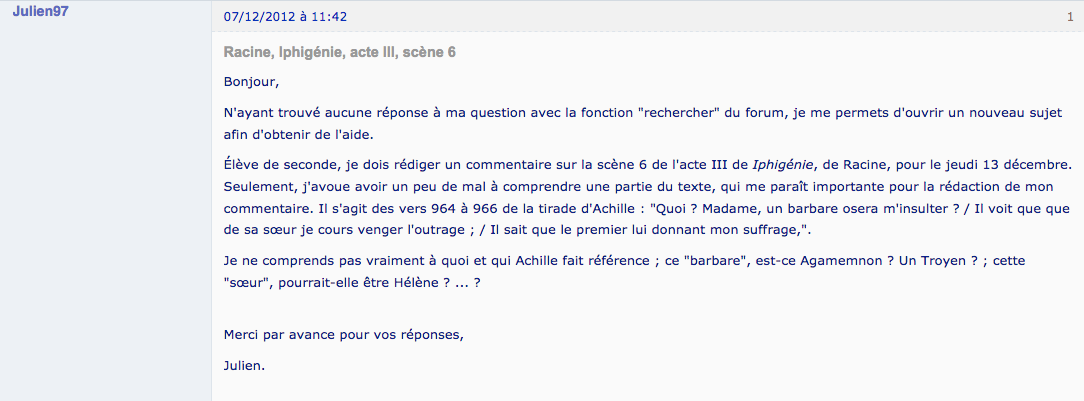 Julien97
07/12/2012 à 11:42
1
Racine, Iphigénie, acte III, scène 6
Bonjour,
N'ayant trouvé aucune réponse à ma question avec la fonction "rechercher" du forum, je me permets d'ouvrir un nouveau sujet
afin d'obtenir de l'aide.
Élève de seconde, je dois rédiger un commentaire sur la scène 6 de l'acte III de Iphigénie, de Racine, pour le jeudi 13 décembre.
Seulement, j'avoue avoir un peu de mal à comprendre une partie du texte, qui me paraît importante pour la rédaction de mon
commentaire. Il s'agit des vers 964 à 966 de la tirade d'Achille : "Quoi ? Madame, un barbare osera m'insulter ? / Il voit que que
de sa sœur je cours venger l'outrage ; / Il sait que le premier lui donnant mon suffrage,".
Je ne comprends pas vraiment à quoi et qui Achille fait référence ; ce "barbare", est-ce Agamemnon ? Un Troyen ? ; cette
"sœur", pourrait-elle être Hélène ? ... ?
Merci par avance pour vos réponses,
Julien.